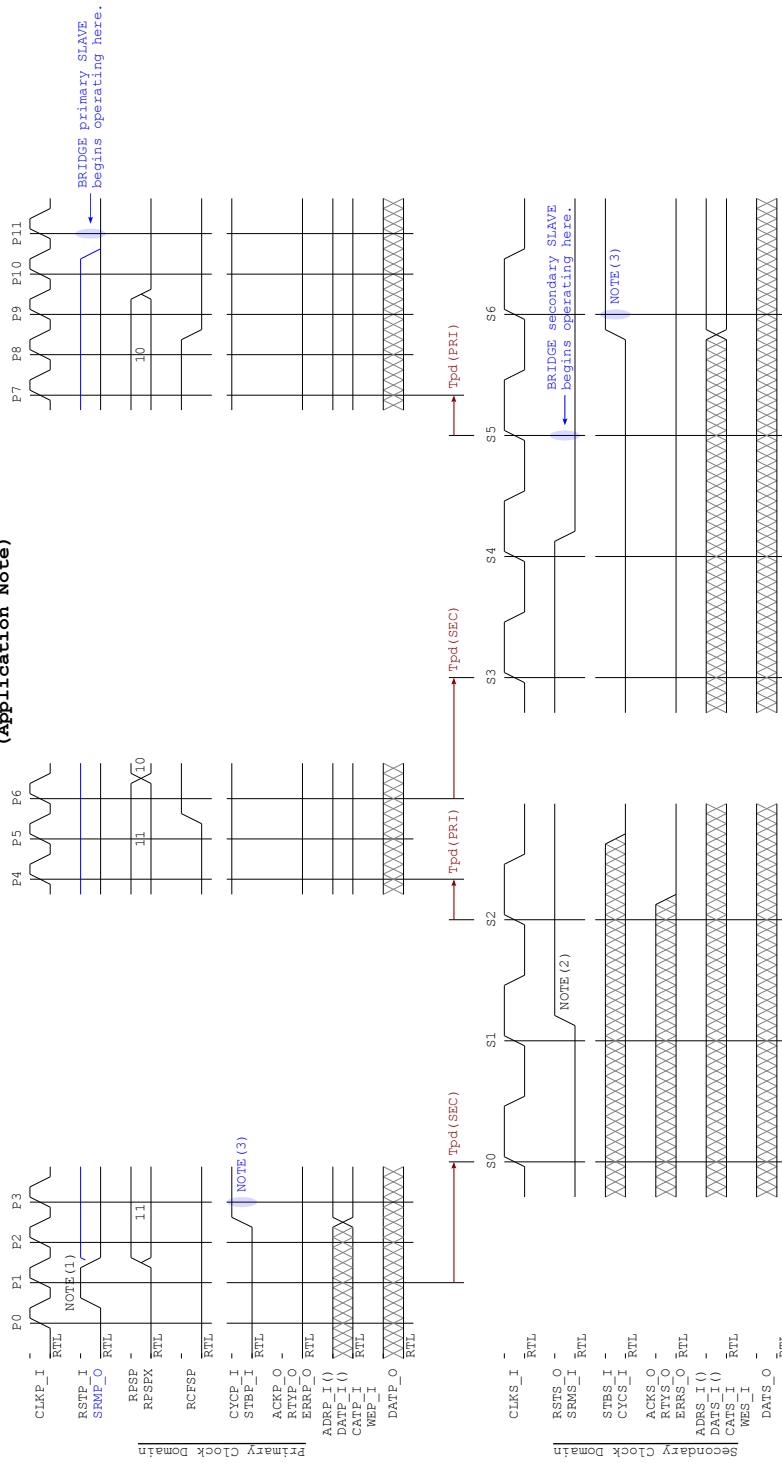 (Application Note)
P0
P1
P2
P3
P4
P5
P6
P7
P8
P9
P10
P11
CLKP_I
RTL
RSTP_I
SRMP_O
RTL
NOTE(1)
BRIDGE primary SLAVE
begins operating here.
RPSP
RPSPX
RTL
11
11
10
10
RCFSP
RTL
Primary Clock Domain
CYCP_I
STBP_I
RTL
NOTE(3)
ACKP_O
RTYP_O
ERRP_O
RTL
ADRP_I()
DATP_I()
CATP_I
WEP_I
RTL
DATP_O
RTL
Tpd(SEC)
Tpd(PRI)
Tpd(SEC)
Tpd(PRI)
S0
S1
S2
S3
S4
S5
S6
CLKS_I
RTL
RSTS_O
SRMS_I
RTL
NOTE(2)
BRIDGE secondary SLAVE
begins operating here.
Secondary Clock Domain
STBS_I
CYCS_I
RTL
NOTE(3)
ACKS_O
RTYS_O
ERRS_O
RTL
ADRS_I()
DATS_I()
CATS_I
WES_I
RTL
DATS_O
RTL